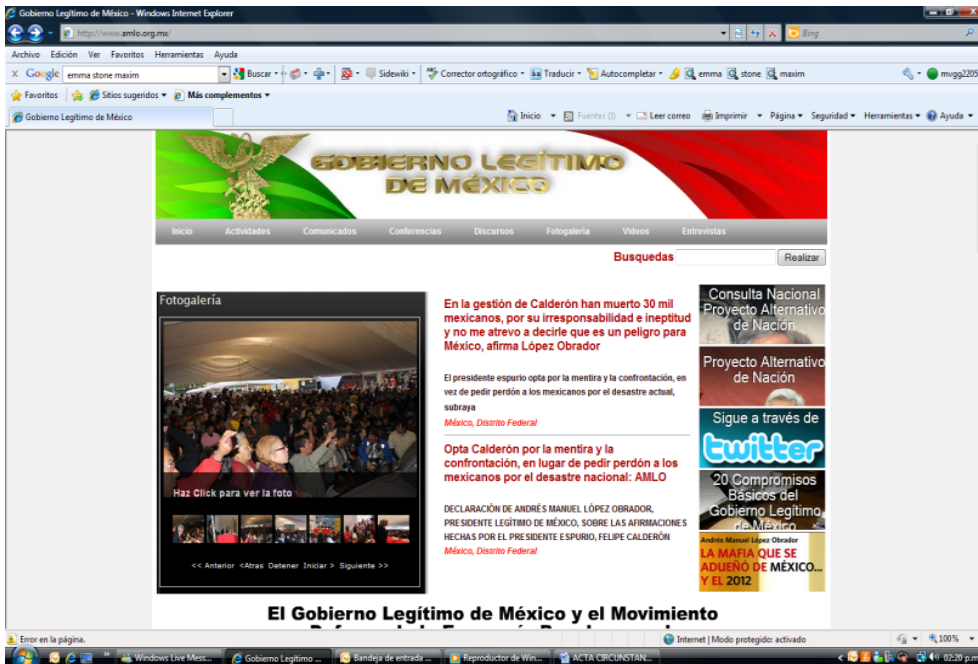 Gobierno Legítimo de México - Windows Internet Explorer
http://www.amlo.org.mx/
Bing
Archivo Edición Ver Favoritos Herramientas Ayuda
Google emma stone maxim Buscar Sidewiki Corrector ortográfico Traducir Autocompletar emma stone maxim mvgg2205
Favoritos Sitios sugeridos Más complementos
Gobierno Legítimo de México
Inicio Fuentes (J) Leer correo Imprimir Página Seguridad Herramientas Ayuda
GOBIERNO LEGÍTIMO
DE MÉXICO
Inicio Actividades Comunicados Conferencias Discursos Fotogalería Videos Entrevistas
Busquedas Realizar
Fotogalería
Haz Click para ver la foto
<< Anterior <Atras Detener Iniciar > Siguiente >>
En la gestión de Calderón han muerto 30 mil
mexicanos, por su irresponsabilidad e ineptitud
y no me atrevo a decirle que es un peligro para
México, afirma López Obrador
El presidente espurio opta por la mentira y la confrontación, en
vez de pedir perdón a los mexicanos por el desastre actual,
subraya
México, Distrito Federal
Opta Calderón por la mentira y la
confrontación, en lugar de pedir perdón a los
mexicanos por el desastre nacional: AMLO
DECLARACIÓN DE ANDRÉS MANUEL LÓPEZ OBRADOR,
PRESIDENTE LEGÍTIMO DE MÉXICO, SOBRE LAS AFIRMACIONES
HECHAS POR EL PRESIDENTE ESPURIO, FELIPE CALDERÓN
México, Distrito Federal
Consulta Nacional
Proyecto Alternativo
de Nación
Proyecto Alternativo
de Nación
Sigue a través de
twitter
20 Compromisos
Básicos del
Gobierno Legítimo
de México
Andrés Manuel López Obrador
LA MAFIA QUE SE
ADUEÑÓ DE MÉXICO...
Y EL 2012
El Gobierno Legítimo de México y el Movimiento
Error en la página.
Internet | Modo protegido: activado
100%
Windows Live Mess...
Gobierno Legítimo ...
Bandeja de entrada ...
Reproductor de Win...
ACTA CIRCUNSTAN...
02:20 p.m.